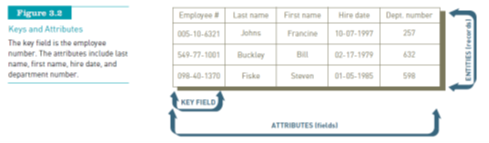 Figure 3.2
Keys and Attributes
The key field is the employee
number. The attributes include last
name, first name, hire date, and
department number.
Employee # Last name First name Hire date Dept. number
005-10-6321 Johns Francine 10-07-1997 257
549-77-1001 Buckley Bill 02-17-1979 632
098-40-1370 Fiske Steven 01-05-1985 598
KEY FIELD
ATTRIBUTES (fields)
ENTITIES (records)